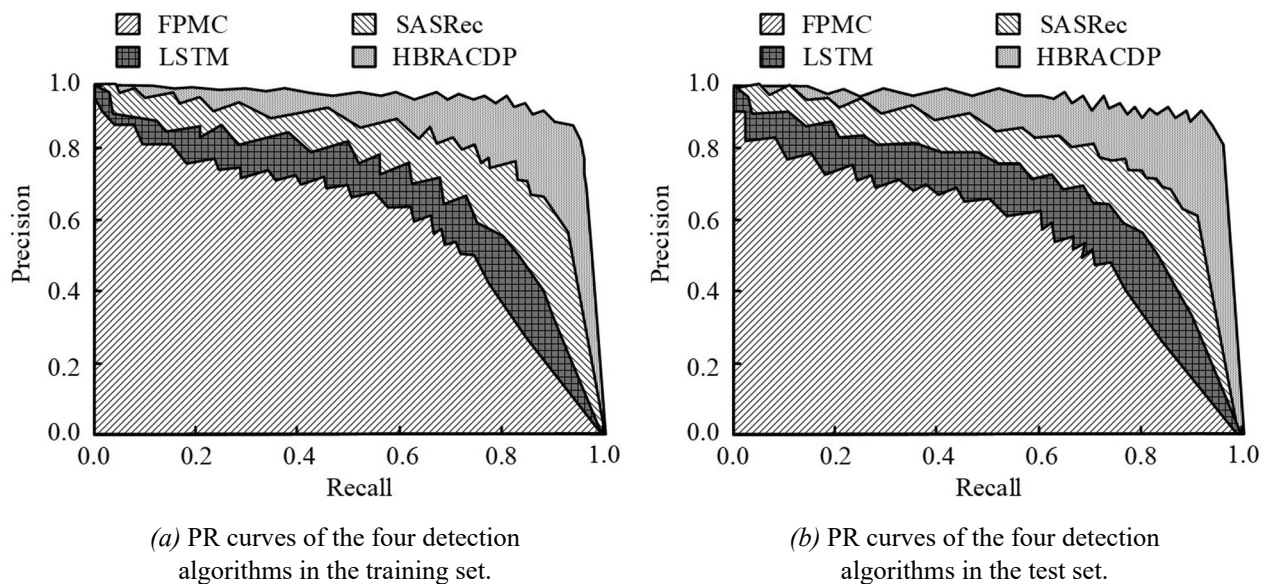 FPMC SASRec
LSTM HBRACDP
1.0
0.8
0.6
0.4
0.2
0.0
Precision
0.0 0.2 0.4 0.6 0.8 1.0
Recall
(a) PR curves of the four detection
algorithms in the training set.
FPMC SASRec
LSTM HBRACDP
1.0
0.8
0.6
0.4
0.2
0.0
Precision
0.0 0.2 0.4 0.6 0.8 1.0
Recall
(b) PR curves of the four detection
algorithms in the test set.